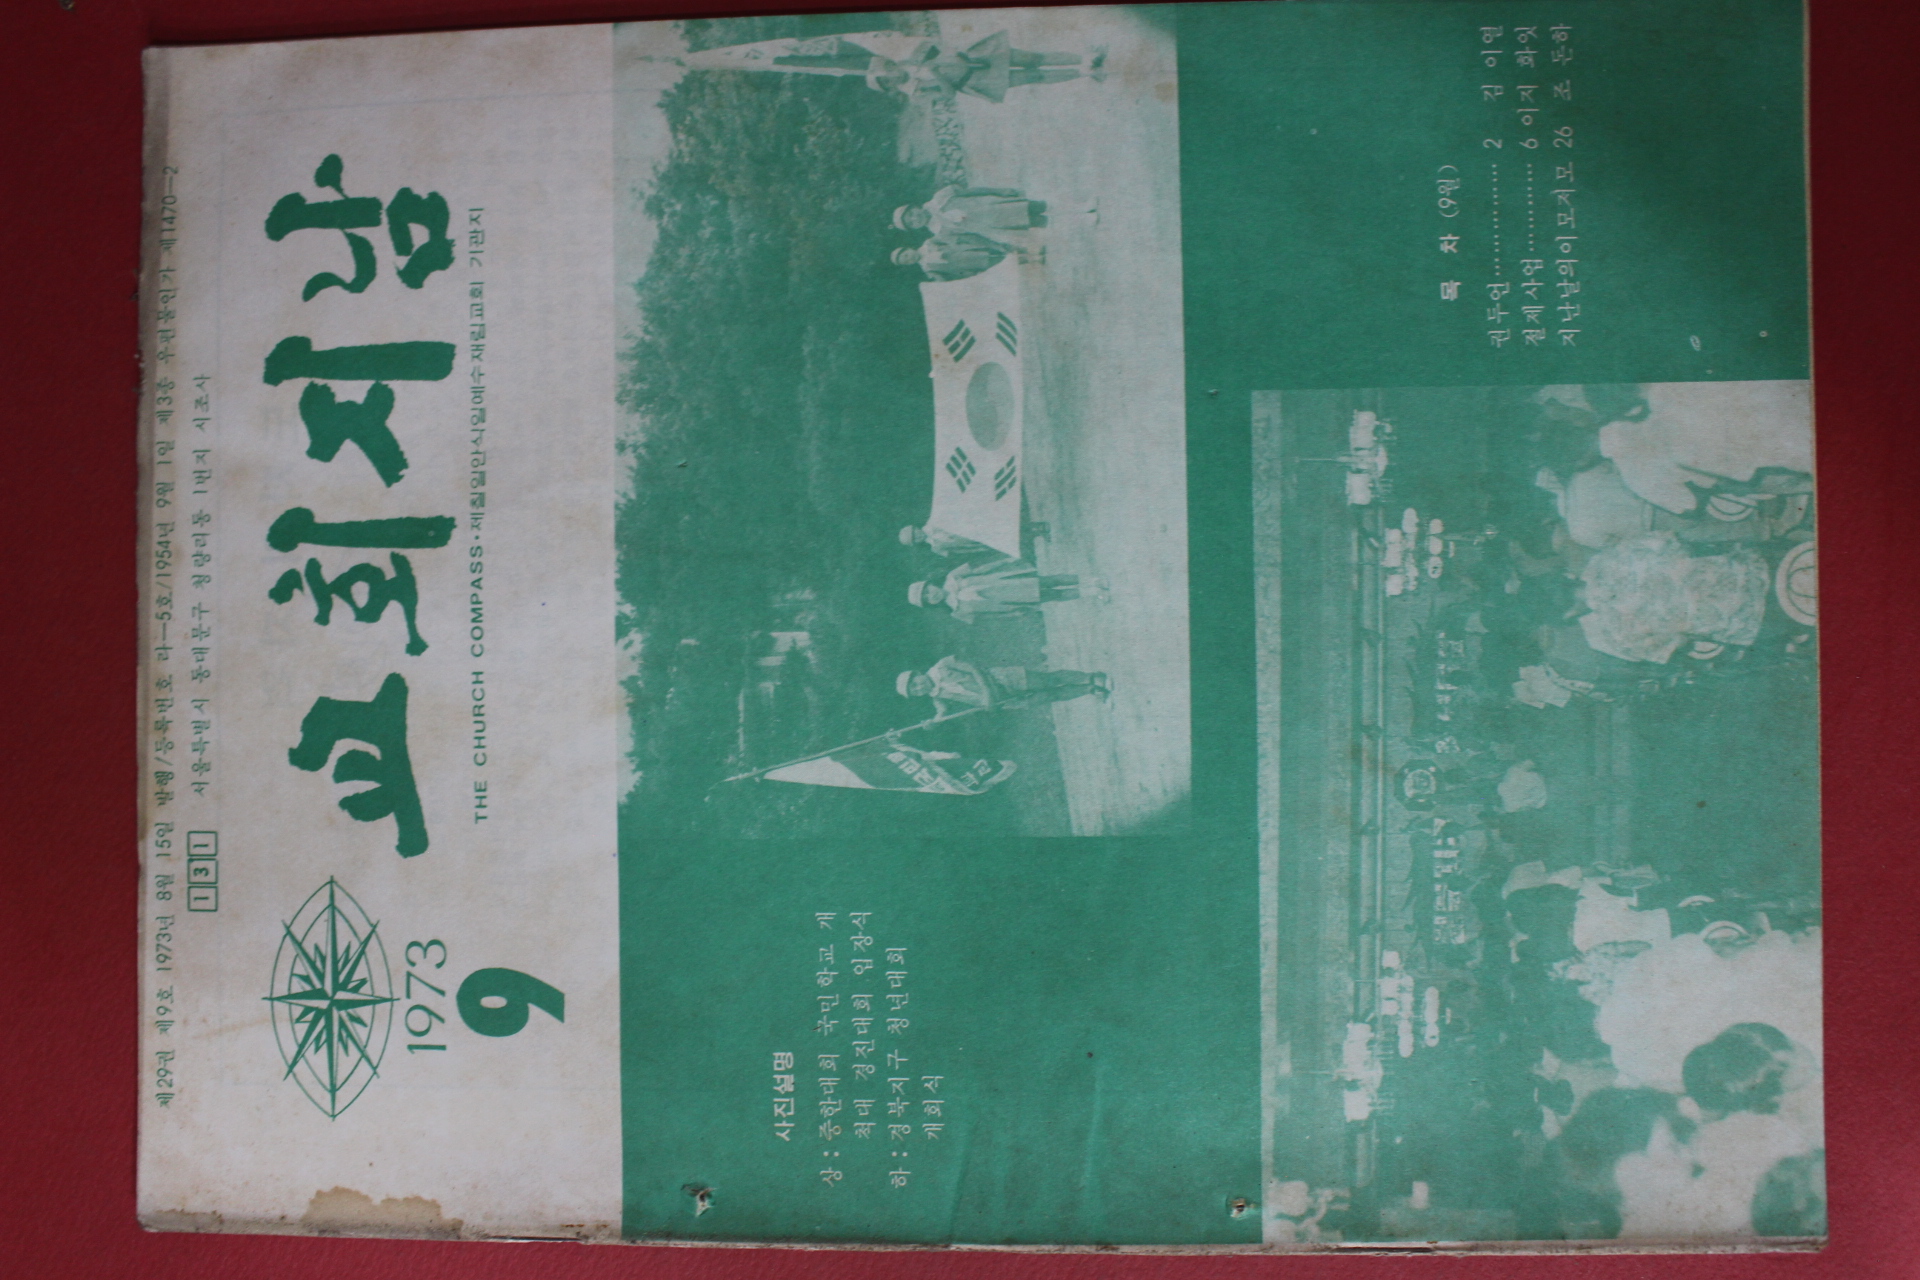 제29권 제9호 1973년 8월 15일 발행/등록번호 라—5호/1954년 9월 1일 제3종 우편물인가 제1470—2
1 3 1 서울특별시 동대문구 청량리동 1번지 시조사
교회지남
1973
9
THE CHURCH COMPASS·제칠일안식일예수재림교회 기관지
사진설명
상:중한대회 국민학교 개
척대 경진대회 입장식
하:경북지구 청년대회
개회식
목 차 (9월)
권두언 ……………… 2 김 이열
절제사업 …………… 6 이지 화잇
지난날의이모저모 26 조 돈하